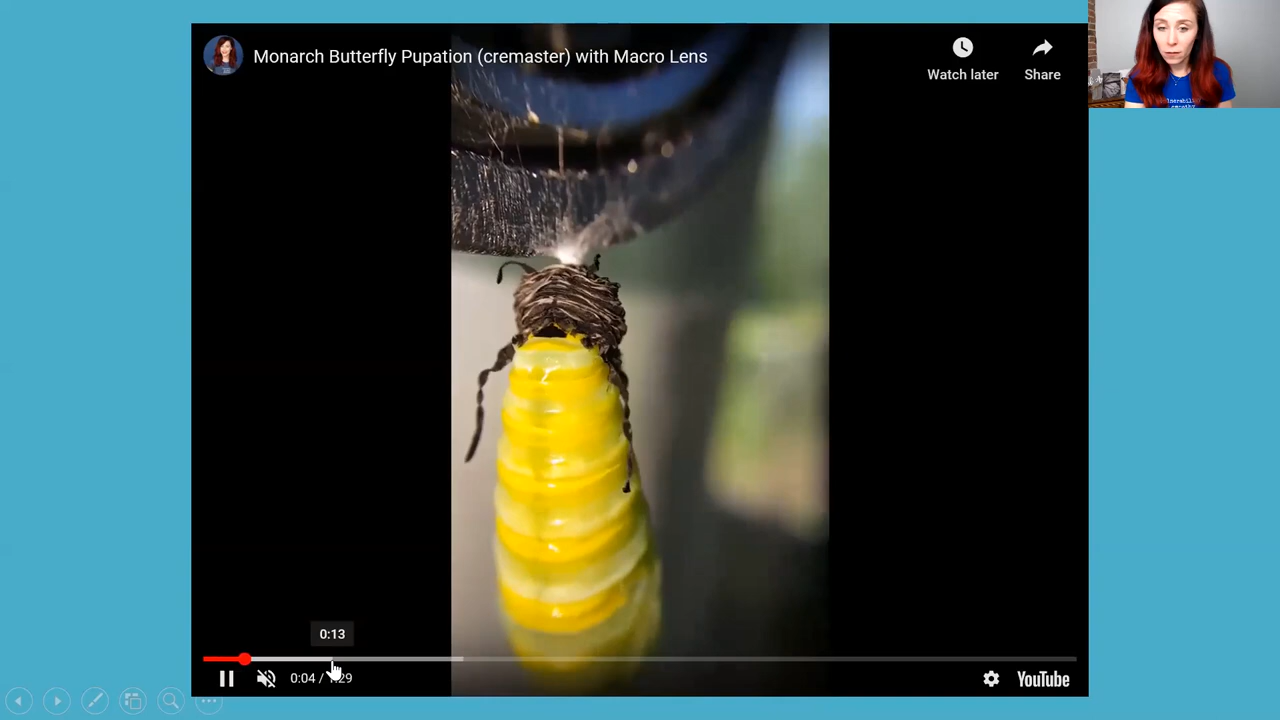 Monarch Butterfly Pupation (cremaster) with Macro Lens
Watch later
Share
0:13
0:04 /
YouTube